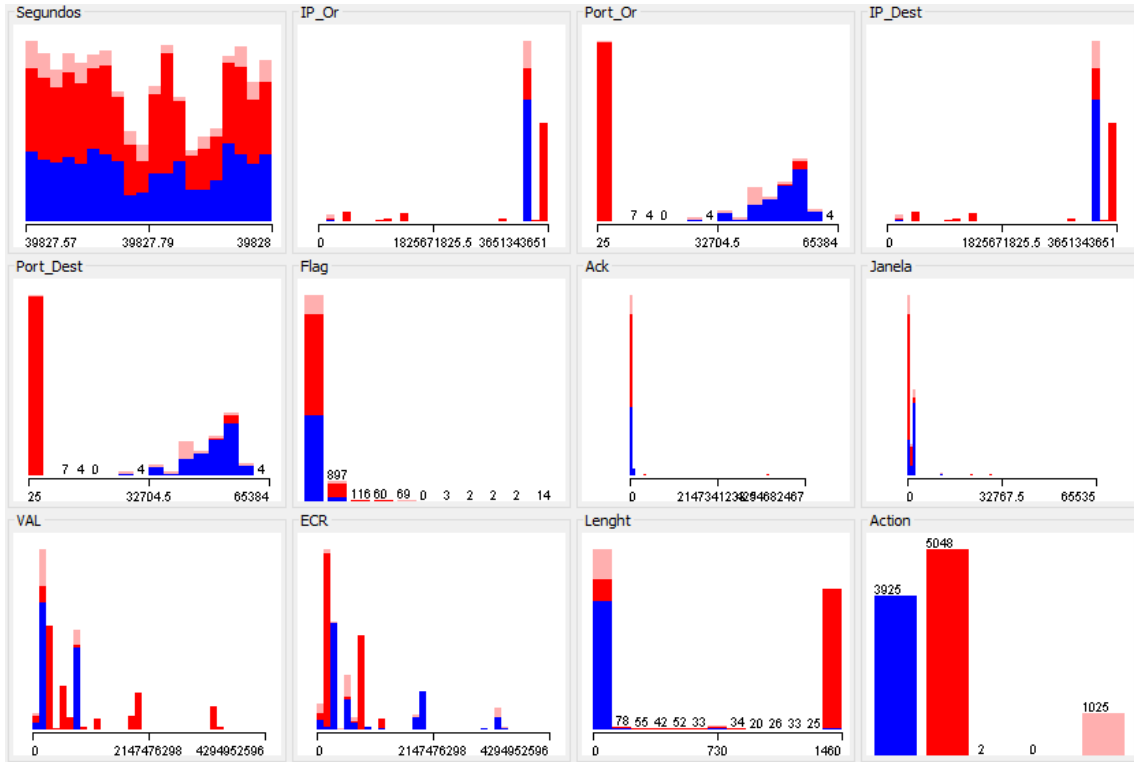 Segundos
39827.57 39827.79 39828
IP_Or
0 1825671825.5 3651343651
Port_Or
7 4 0 4 4
25 32704.5 65384
IP_Dest
0 1825671825.5 3651343651
Port_Dest
7 4 0 4 4
25 32704.5 65384
Flag
897
116 60 69 0 3 2 2 2 14
Ack
0
Janela
0 32767.5 65535
VAL
0 2147476298 4294952596
ECR
0 2147476298 4294952596
Lenght
78 55 42 52 33 34 20 26 33 25
0 730 1460
Action
5048
3925
1025
2 0